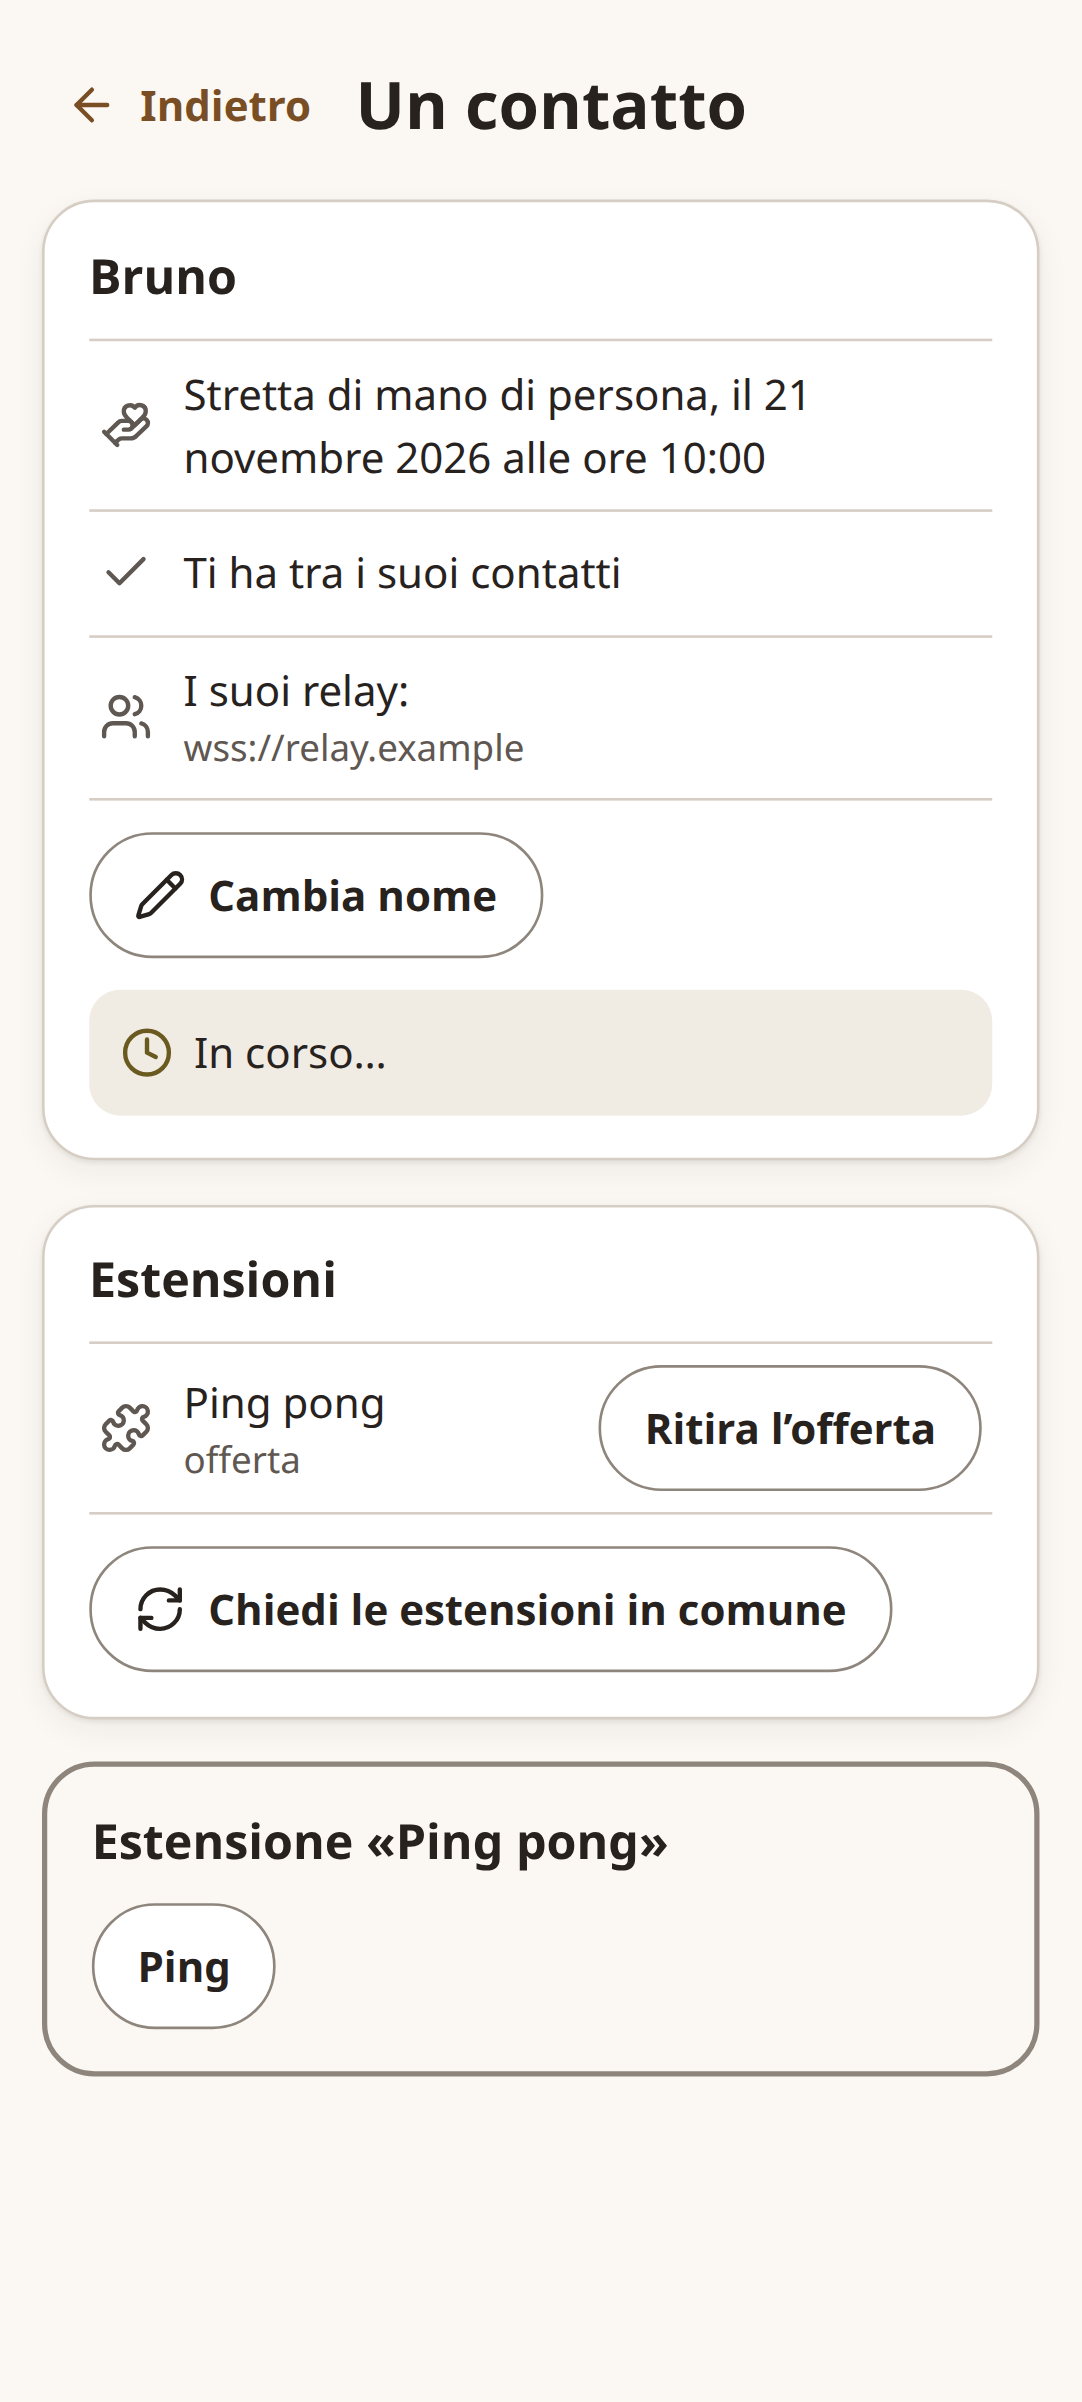 Indietro
Un contatto
Bruno
Stretta di mano di persona, il 21
novembre 2026 alle ore 10:00
Ti ha tra i suoi contatti
I suoi relay:
wss://relay.example
Cambia nome
In corso…
Estensioni
Ping pong
offerta
Ritira l’offerta
Chiedi le estensioni in comune
Estensione «Ping pong»
Ping